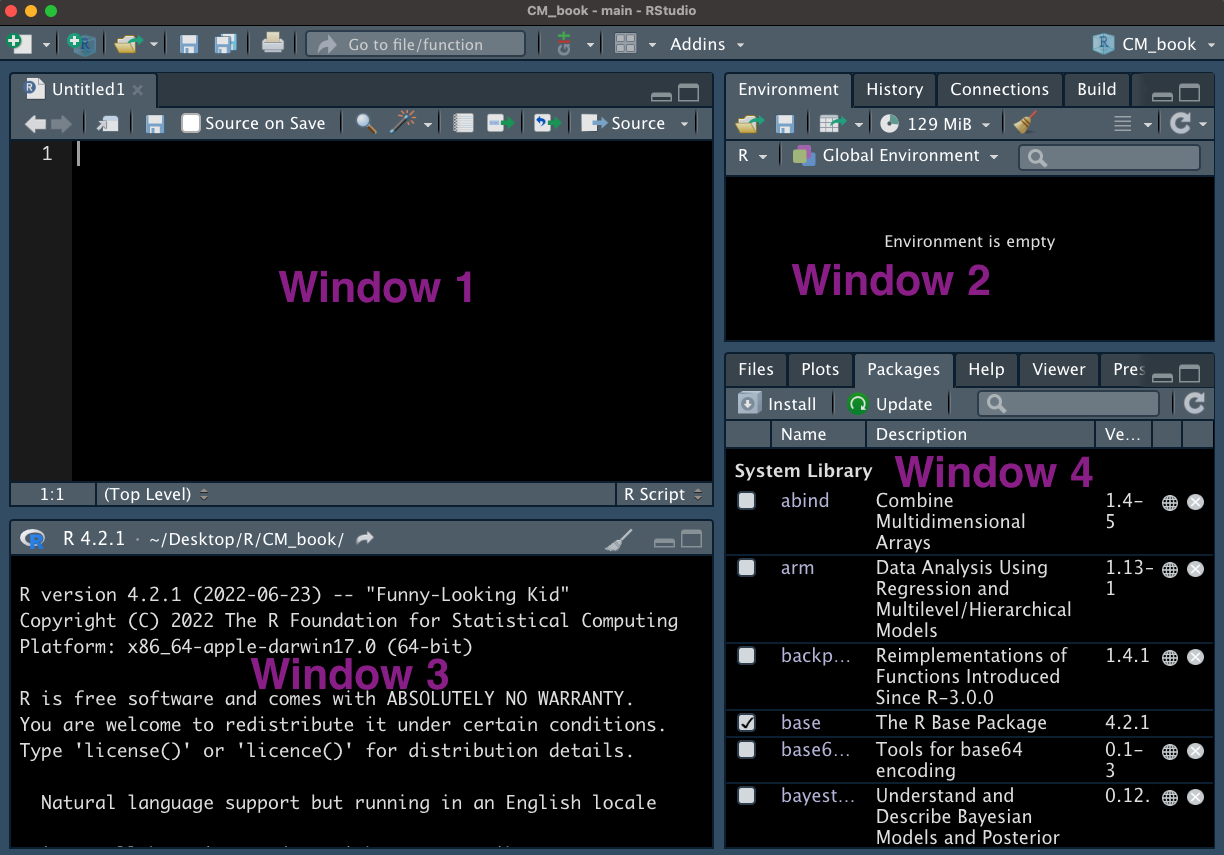 CM_book - main - RStudio
Go to file/function
Addins
CM_book
Untitled1
Source on Save
Source
1
Window 1
1:1
(Top Level)
R Script
Environment
History
Connections
Build
129 MiB
R
Global Environment
Environment is empty
Window 2
R 4.2.1 · ~/Desktop/R/CM_book/
R version 4.2.1 (2022-06-23) -- "Funny-Looking Kid"
Copyright (C) 2022 The R Foundation for Statistical Computing
Platform: x86_64-apple-darwin17.0 (64-bit)
Window 3
R is free software and comes with ABSOLUTELY NO WARRANTY.
You are welcome to redistribute it under certain conditions.
Type 'license()' or 'licence()' for distribution details.
Natural language support but running in an English locale
Files
Plots
Packages
Help
Viewer
Pres
Install
Update
Name
Description
Ve...
System Library
Window 4
abind
Combine
Multidimensional
Arrays
1.4-
5
arm
Data Analysis Using
Regression and
Multilevel/Hierarchical
Models
1.13-
1
backp...
Reimplementations of
Functions Introduced
Since R-3.0.0
1.4.1
base
The R Base Package
4.2.1
base6...
Tools for base64
encoding
0.1-
3
bayest...
Understand and
Describe Bayesian
Models and Posterior
0.12.